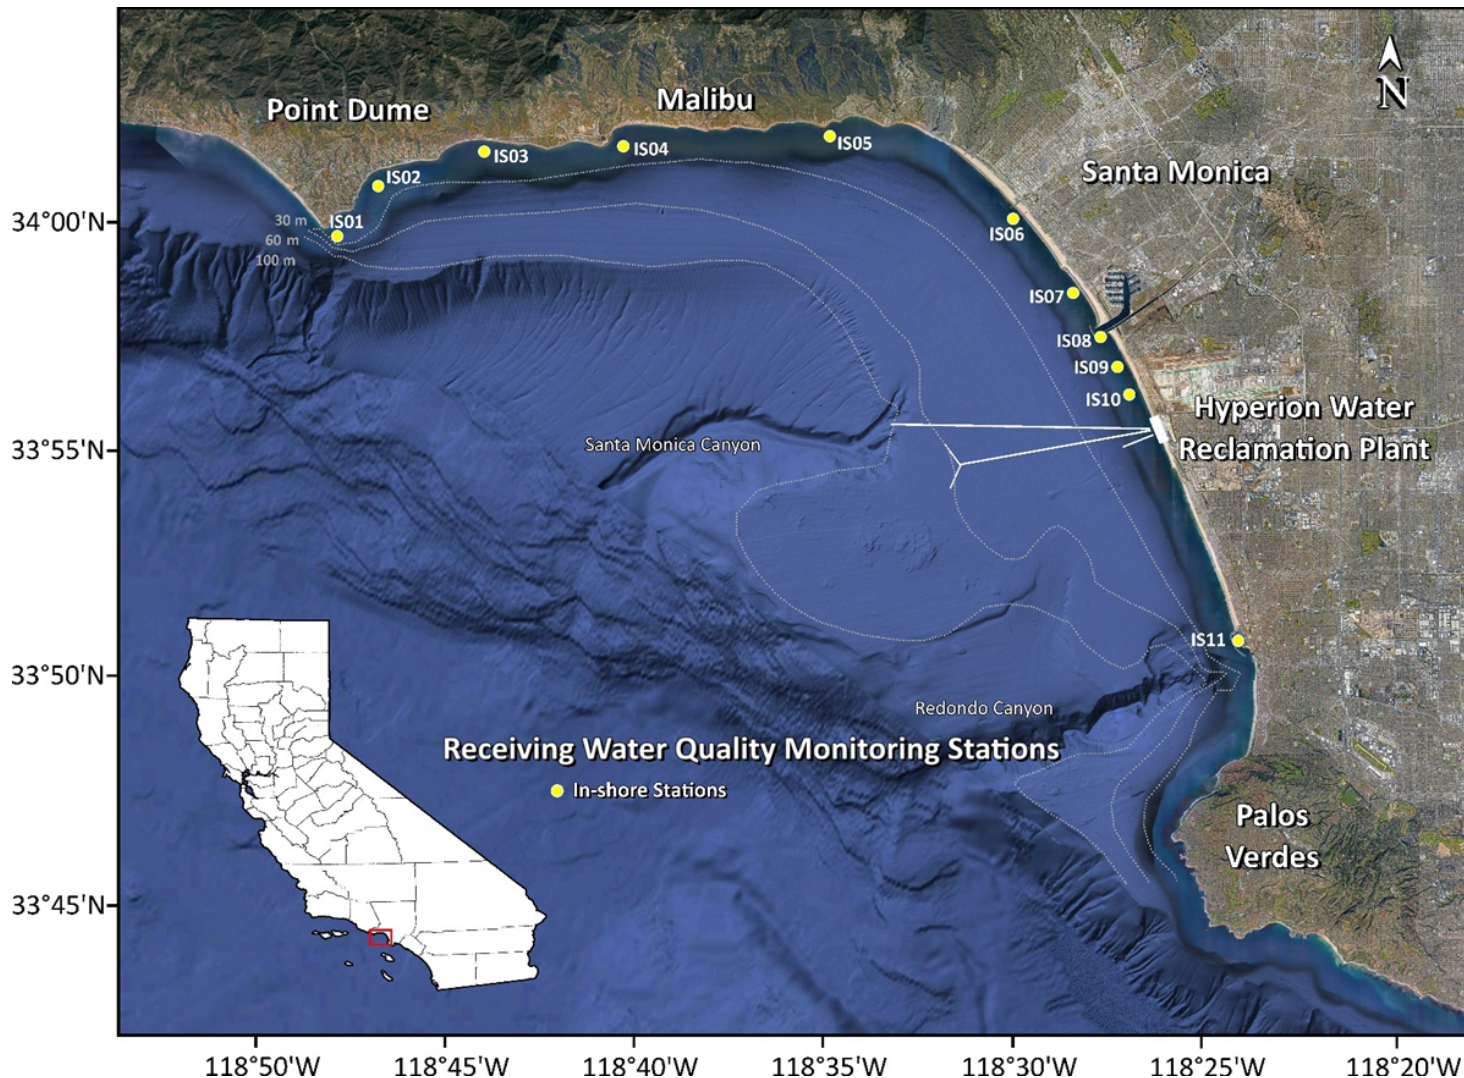 N
Point Dume
Malibu
Santa Monica
IS01
IS02
IS03
IS04
IS05
IS06
IS07
IS08
IS09
IS10
IS11
30 m
60 m
100 m
Santa Monica Canyon
Hyperion Water
Reclamation Plant
Redondo Canyon
Receiving Water Quality Monitoring Stations
In-shore Stations
Palos
Verdes
34°00'N
33°55'N
33°50'N
33°45'N
118°50'W
118°45'W
118°40'W
118°35'W
118°30'W
118°25'W
118°20'W